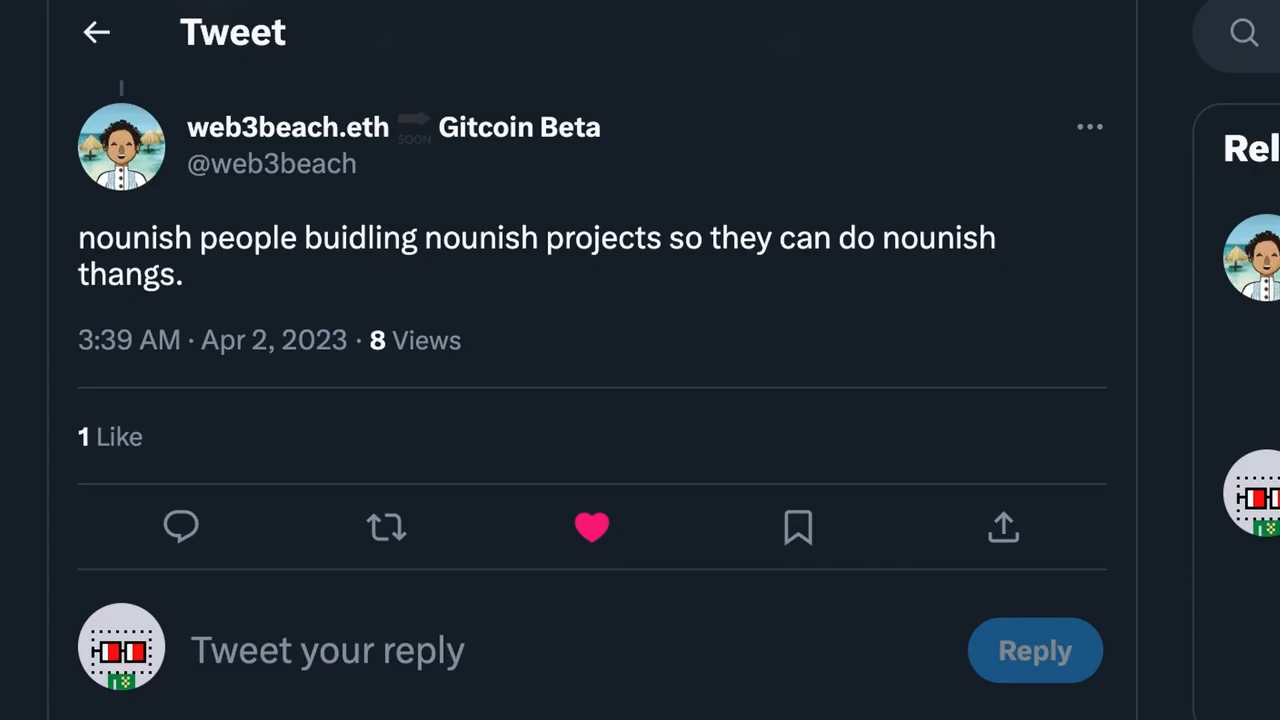 Tweet
web3beach.eth SOON Gitcoin Beta
@web3beach
nounish people buidling nounish projects so they can do nounish
thangs.
3:39 AM · Apr 2, 2023 · 8 Views
1 Like
Tweet your reply
Reply
Rel